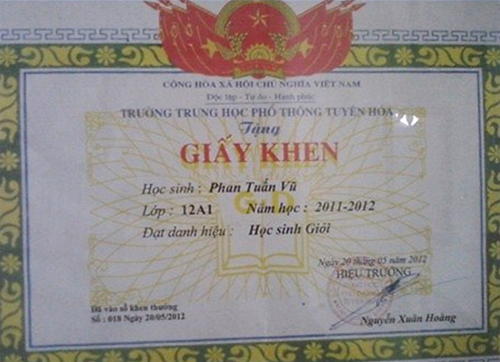 CỘNG HÒA XÃ HỘI CHỦ NGHĨA VIỆT NAM
Độc lập - Tự do - Hạnh phúc
TRƯỜNG TRUNG HỌC PHỔ THÔNG TUYÊN HÓA
Tặng
GIẤY KHEN
Học sinh : Phan Tuấn Vũ
Lớp : 12A1 Năm học : 2011-2012
Đạt danh hiệu : Học sinh Giỏi
G D
Ngày 20 tháng 05 năm 2012
HIỆU TRƯỞNG
Đã vào sổ khen thưởng
Số : 018 Ngày 20/05/2012
Nguyễn Xuân Hoàng